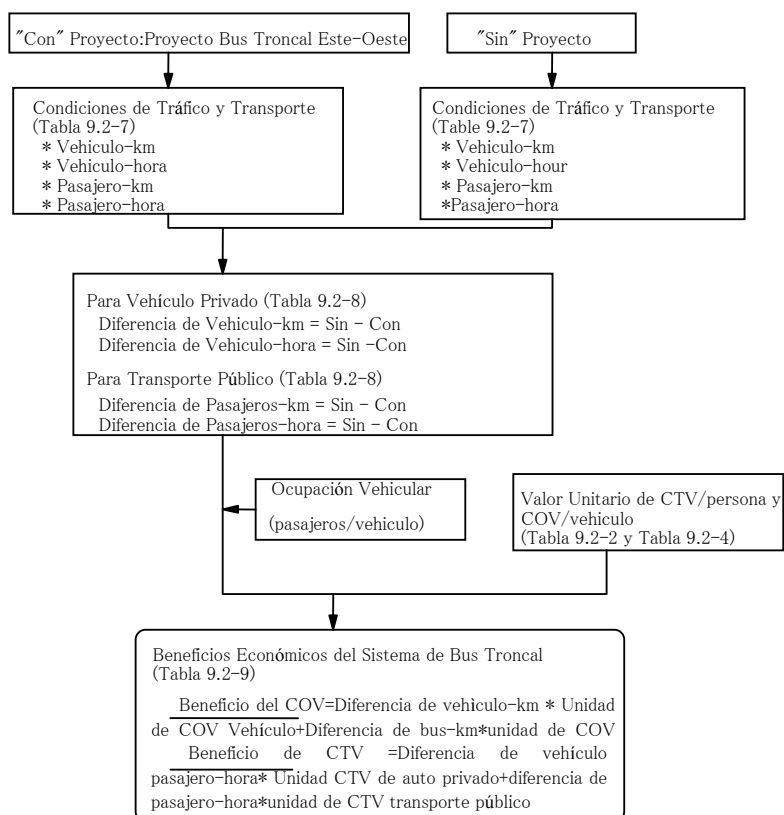 "Con" Proyecto:Proyecto Bus Troncal Este-Oeste
"Sin" Proyecto
Condiciones de Tráfico y Transporte
(Tabla 9.2-7)
* Vehiculo-km
* Vehiculo-hora
* Pasajero-km
* Pasajero-hora
Condiciones de Tráfico y Transporte
(Table 9.2-7)
* Vehiculo-km
* Vehiculo-hour
* Pasajero-km
*Pasajero-hora
Para Vehículo Privado (Tabla 9.2-8)
Diferencia de Vehiculo-km = Sin - Con
Diferencia de Vehiculo-hora = Sin -Con
Para Transporte Público (Tabla 9.2-8)
Diferencia de Pasajeros-km = Sin - Con
Diferencia de Pasajeros-hora = Sin - Con
Ocupación Vehicular
(pasajeros/vehiculo)
Valor Unitario de CTV/persona y
COV/vehiculo
(Tabla 9.2-2 y Tabla 9.2-4)
Beneficios Económicos del Sistema de Bus Troncal
(Tabla 9.2-9)
Beneficio del COV=Diferencia de vehìculo-km * Unidad
de COV Vehículo+Diferencia de bus-km*unidad de COV
Beneficio de CTV =Diferencia de vehículo
pasajero-hora* Unidad CTV de auto privado+diferencia de
pasajero-hora*unidad de CTV transporte público